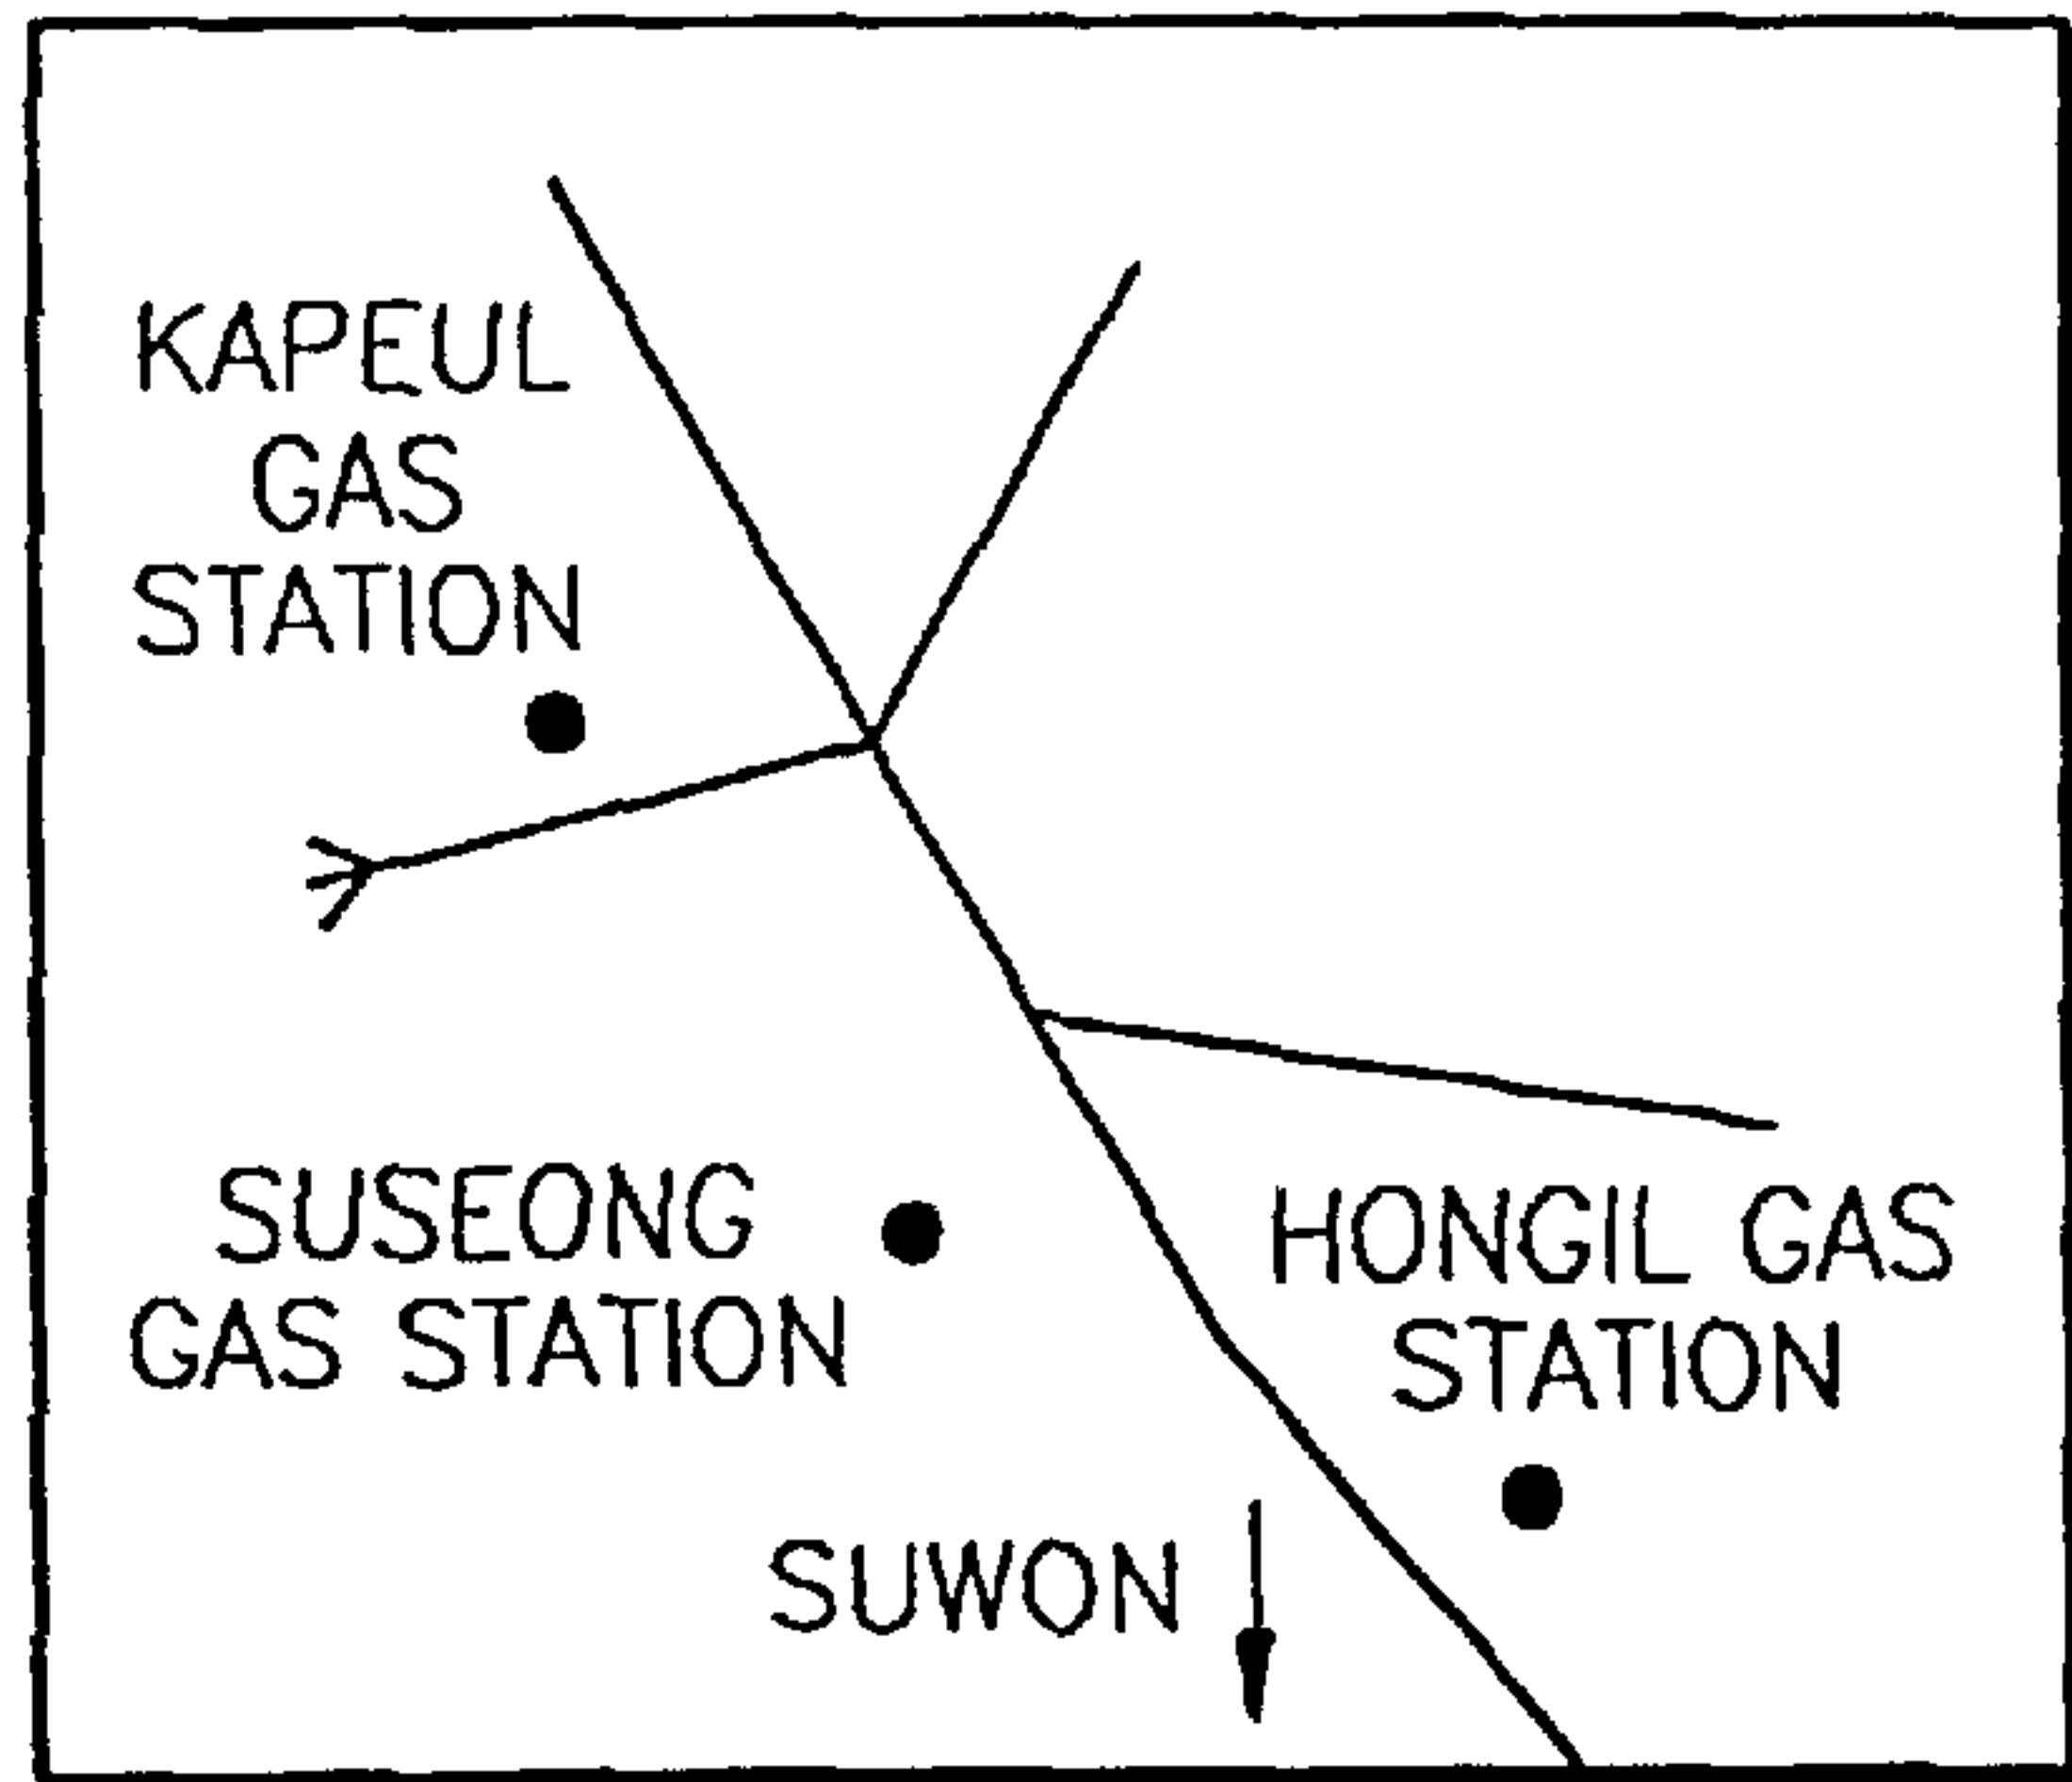 KAPEUL
GAS
STATION
SUSEONG
GAS STATION
HONGIL GAS
STATION
SUWON